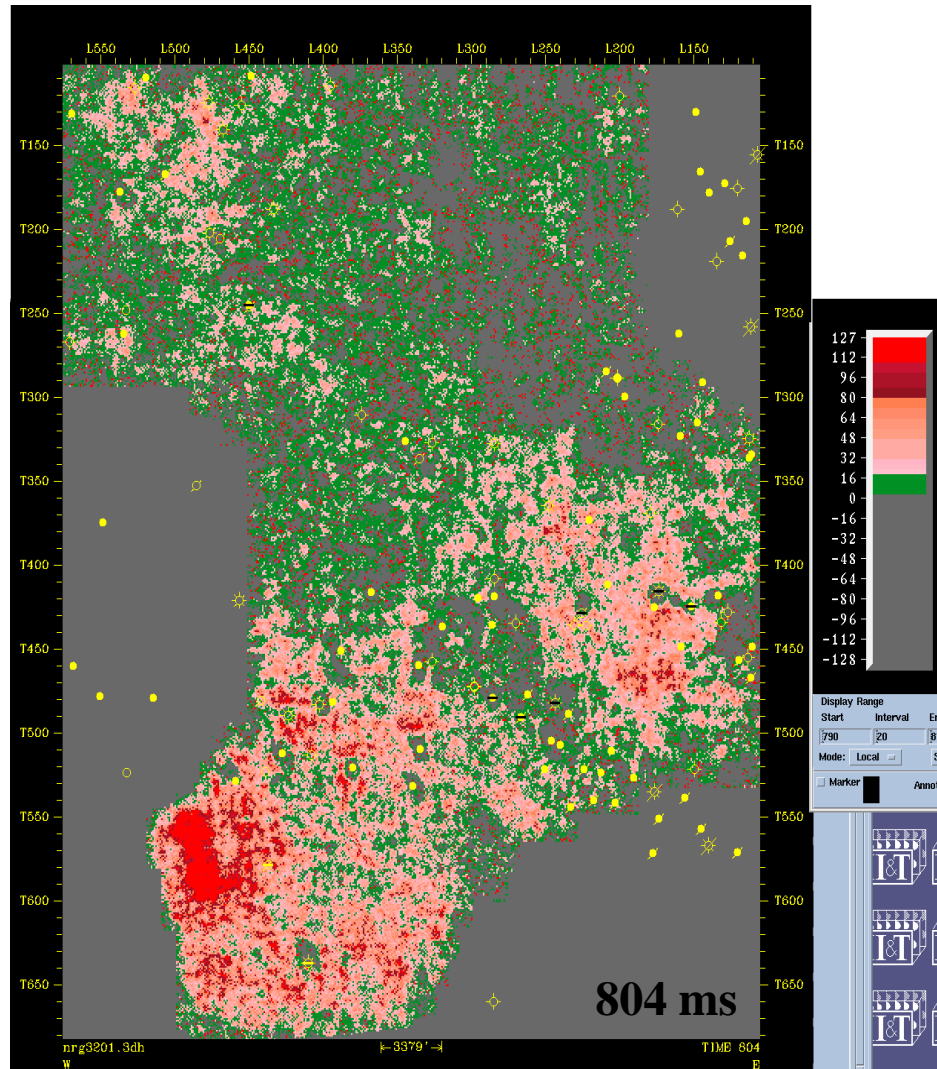 L550 L500 L450 L400 L350 L300 L250 L200 L150
T150 T150
T200 T200
T250 T250
T300 T300
T350 T350
T400 T400
T450 T450
T500 T500
T550 T550
T600 T600
T650 T650
804 ms
nrg3201.3dh 3379' TIME 804
W E
127
112
96
80
64
48
32
16
0
-16
-32
-48
-64
-80
-96
-112
-128
Display Range
Start Interval
790 20 8
Mode: Local S
Marker Annot
I&T
I&T
I&T